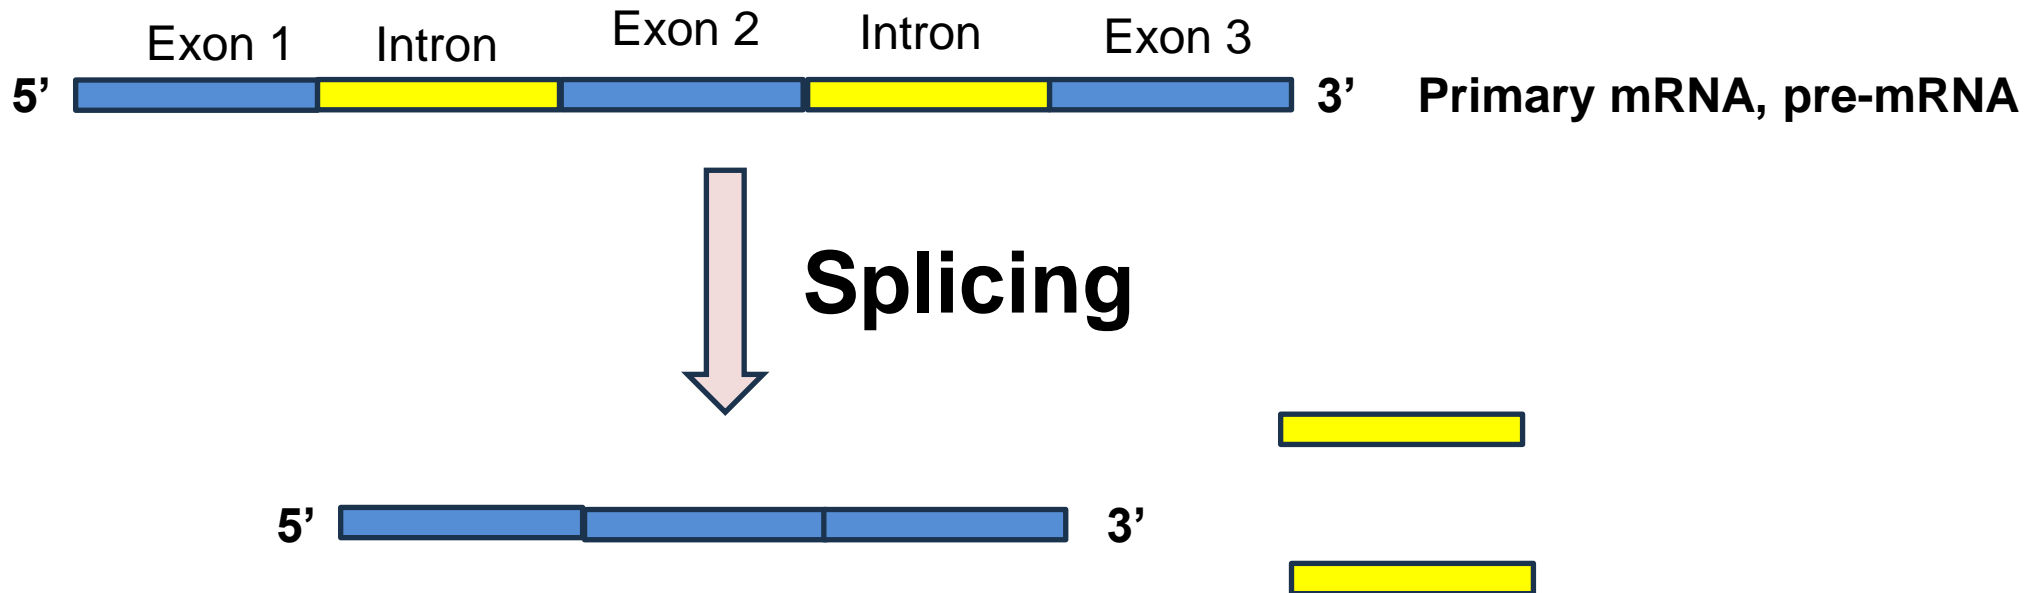 Exon 1 Intron Exon 2 Intron Exon 3
5’ 3’ Primary mRNA, pre-mRNA
Splicing
5’ 3’